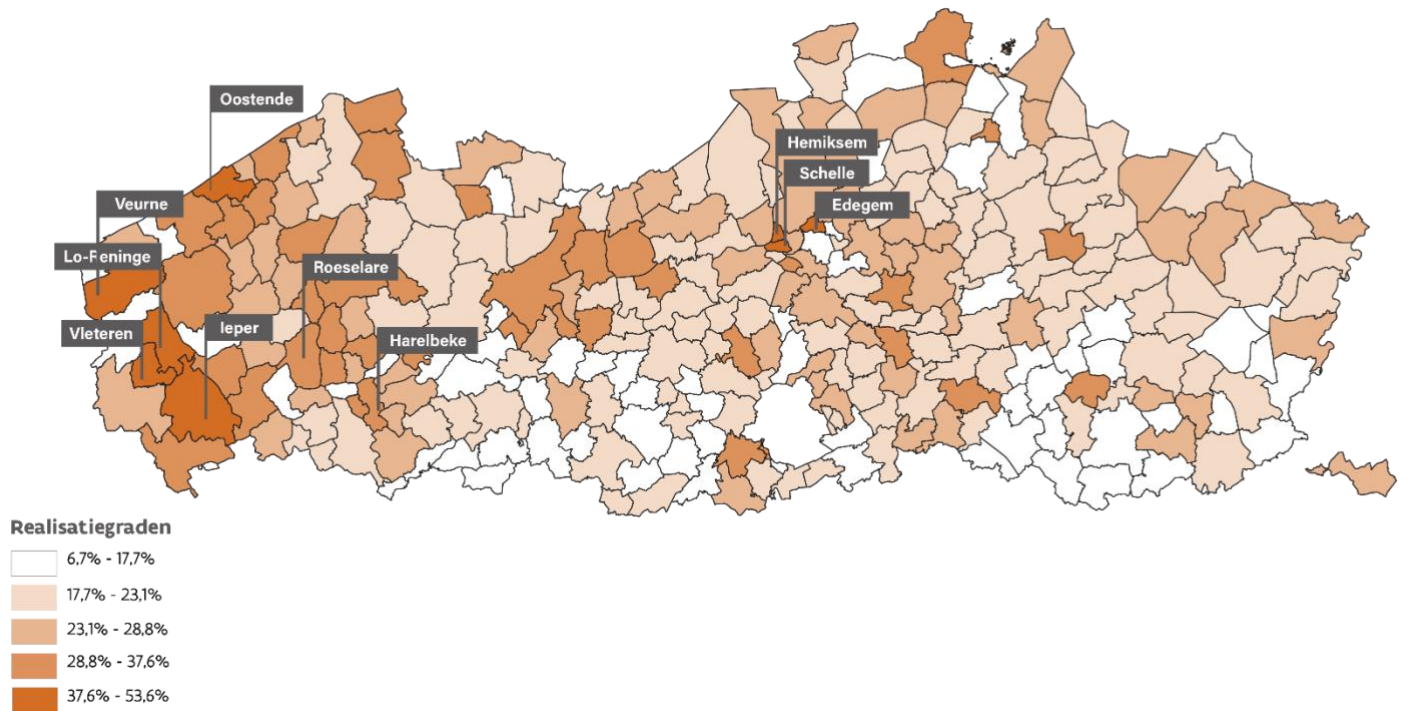 Oostende
Hemiksem
Schelle
Veurne
Edegem
Lo-Reninge
Roeselare
Vleteren
Ieper
Harelbeke
Realisatiegraden
6,7% - 17,7%
17,7% - 23,1%
23,1% - 28,8%
28,8% - 37,6%
37,6% - 53,6%